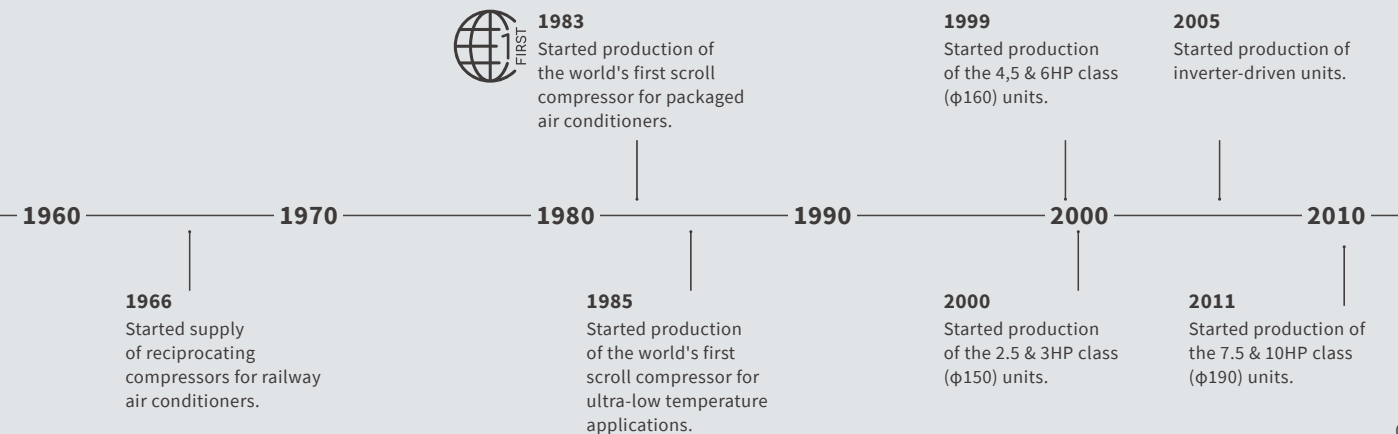 1983
Started production of
the world's first scroll
compressor for packaged
air conditioners.
1 FIRST
1999
Started production
of the 4,5 & 6HP class
(φ160) units.
2005
Started production of
inverter-driven units.
1960
1970
1980
1990
2000
2010
1966
Started supply
of reciprocating
compressors for railway
air conditioners.
1985
Started production
of the world's first
scroll compressor for
ultra-low temperature
applications.
2000
Started production
of the 2.5 & 3HP class
(φ150) units.
2011
Started production of
the 7.5 & 10HP class
(φ190) units.